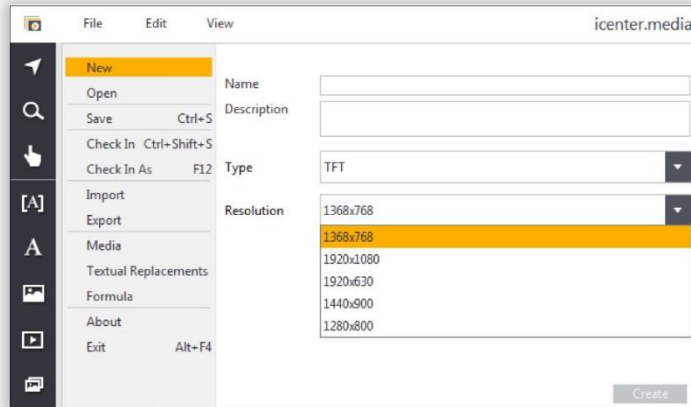 File Edit View icenter.media
New
Open
Save Ctrl+S
Check In Ctrl+Shift+S
Check In As F12
Import
Export
Media
Textual Replacements
Formula
About
Exit Alt+F4
Name
Description
Type TFT
Resolution 1368x768
1368x768
1920x1080
1920x630
1440x900
1280x800
Create
[A]
A